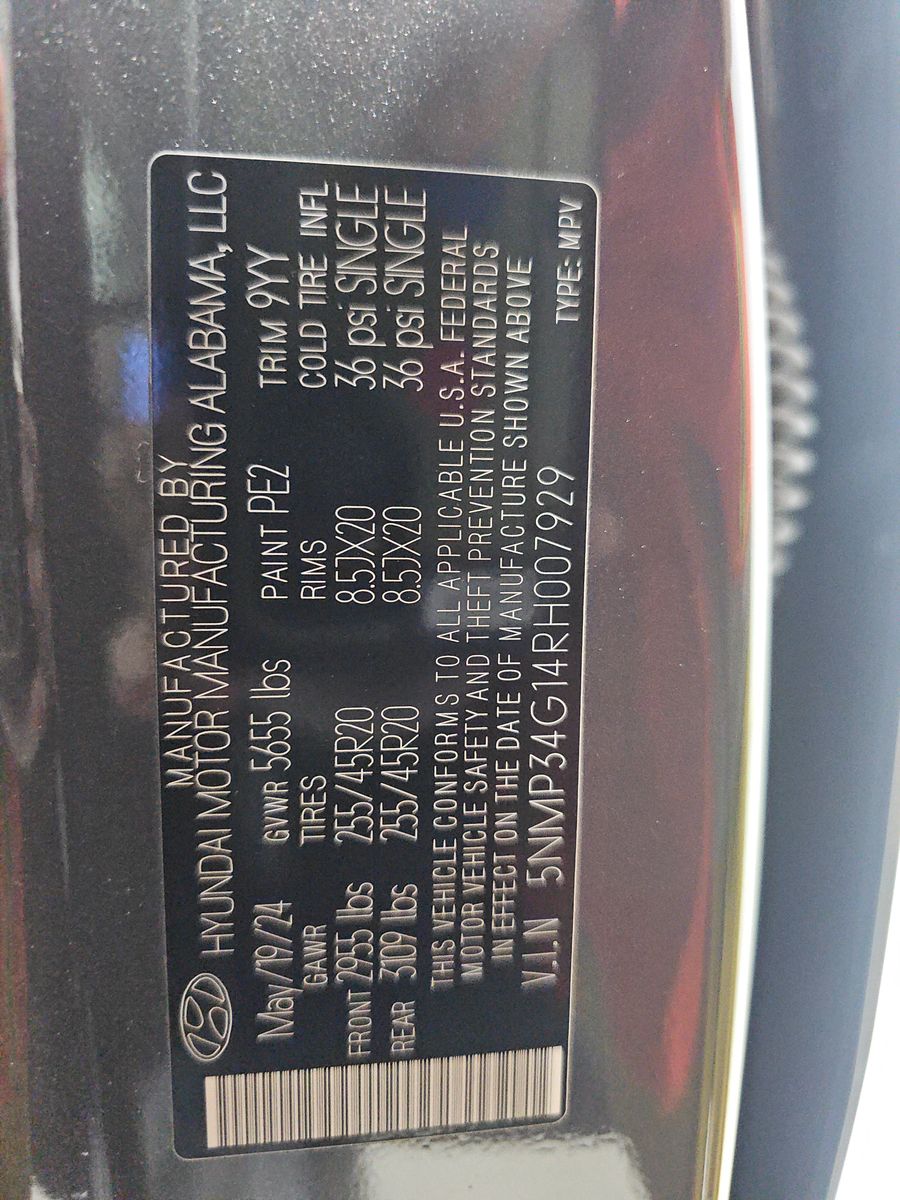 MANUFACTURED BY
HYUNDAI MOTOR MANUFACTURING ALABAMA, LLC
May/19/24 GVWR 5655 lbs PAINT PE2 TRIM 9YY
GAWR TIRES RIMS COLD TIRE INFL
FRONT 2955 lbs 255/45R20 8.5JX20 36 psi SINGLE
REAR 3109 lbs 255/45R20 8.5JX20 36 psi SINGLE
THIS VEHICLE CONFORMS TO ALL APPLICABLE U.S.A. FEDERAL
MOTOR VEHICLE SAFETY AND THEFT PREVENTION STANDARDS
IN EFFECT ON THE DATE OF MANUFACTURE SHOWN ABOVE
V.I.N 5NMP34G14RH007929 TYPE: MPV